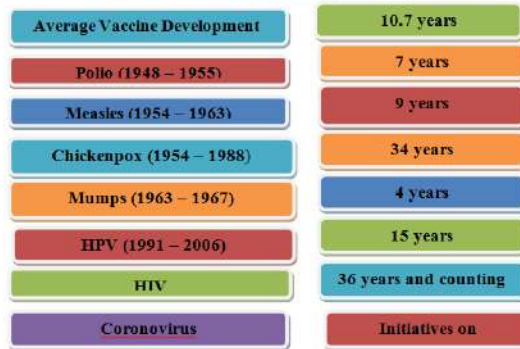 Average Vaccine Development
10.7 years
Polio (1948 – 1955)
7 years
Measles (1954 – 1963)
9 years
Chickenpox (1954 – 1988)
34 years
Mumps (1963 – 1967)
4 years
HPV (1991 – 2006)
15 years
HIV
36 years and counting
Coronovirus
Initiatives on